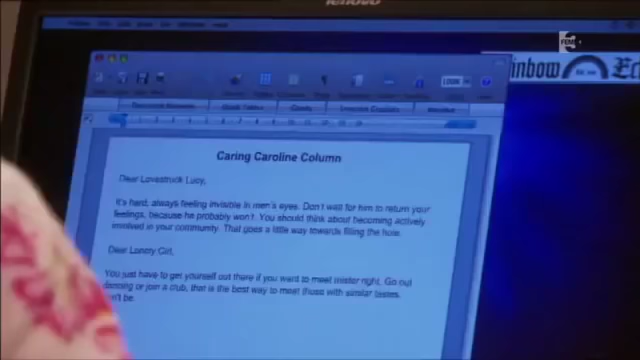 lenovo
inbow
Caring Caroline Column
Dear Lovestruck Lucy,
It's hard, always feeling invisible in men's eyes. Don't wait for him to return your
feelings, because he probably won't. You should think about becoming actively
involved in your community. That goes a little way towards filling the hole.
Dear Lonely Girl,
You just have to get yourself out there if you want to meet mister right. Go out
dancing or join a club, that is the best way to meet those with similar tastes.
n't be.